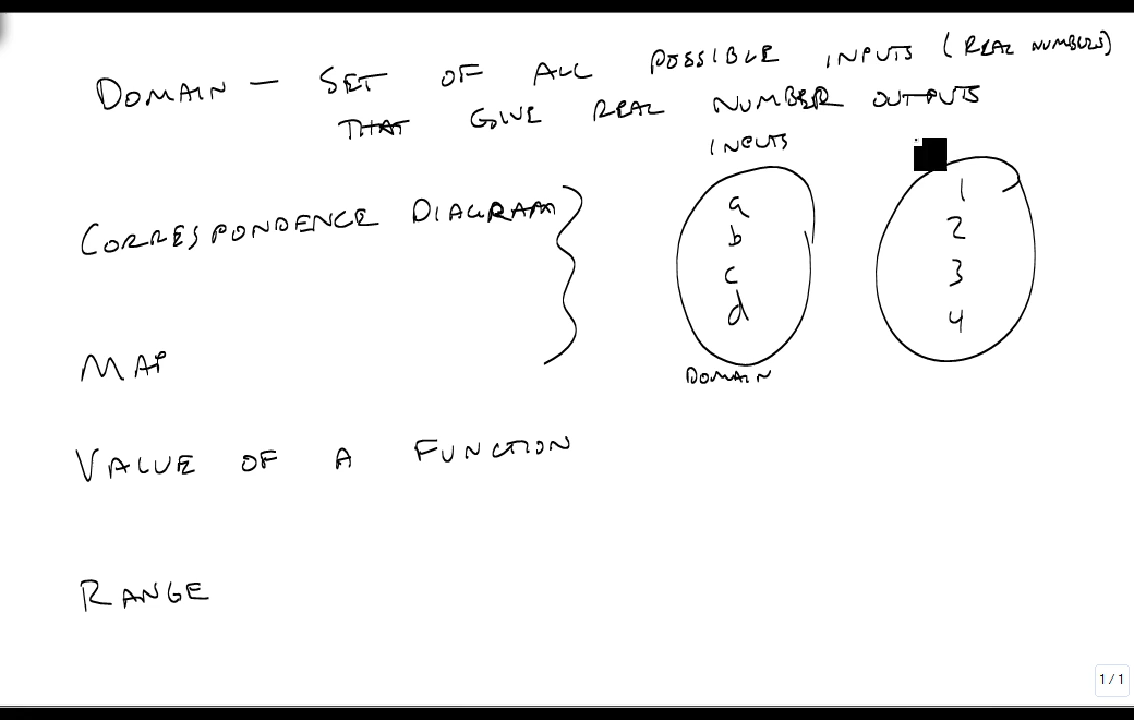 DOMAIN - SET OF ALL POSSIBLE INPUTS (REAL NUMBERS)
THAT GIVE REAL NUMBER OUTPUTS
INPUTS
CORRESPONDENCE DIAGRAM
a 1
b 2
c 3
d 4
MAP
DOMAIN
VALUE OF A FUNCTION
RANGE
1 / 1